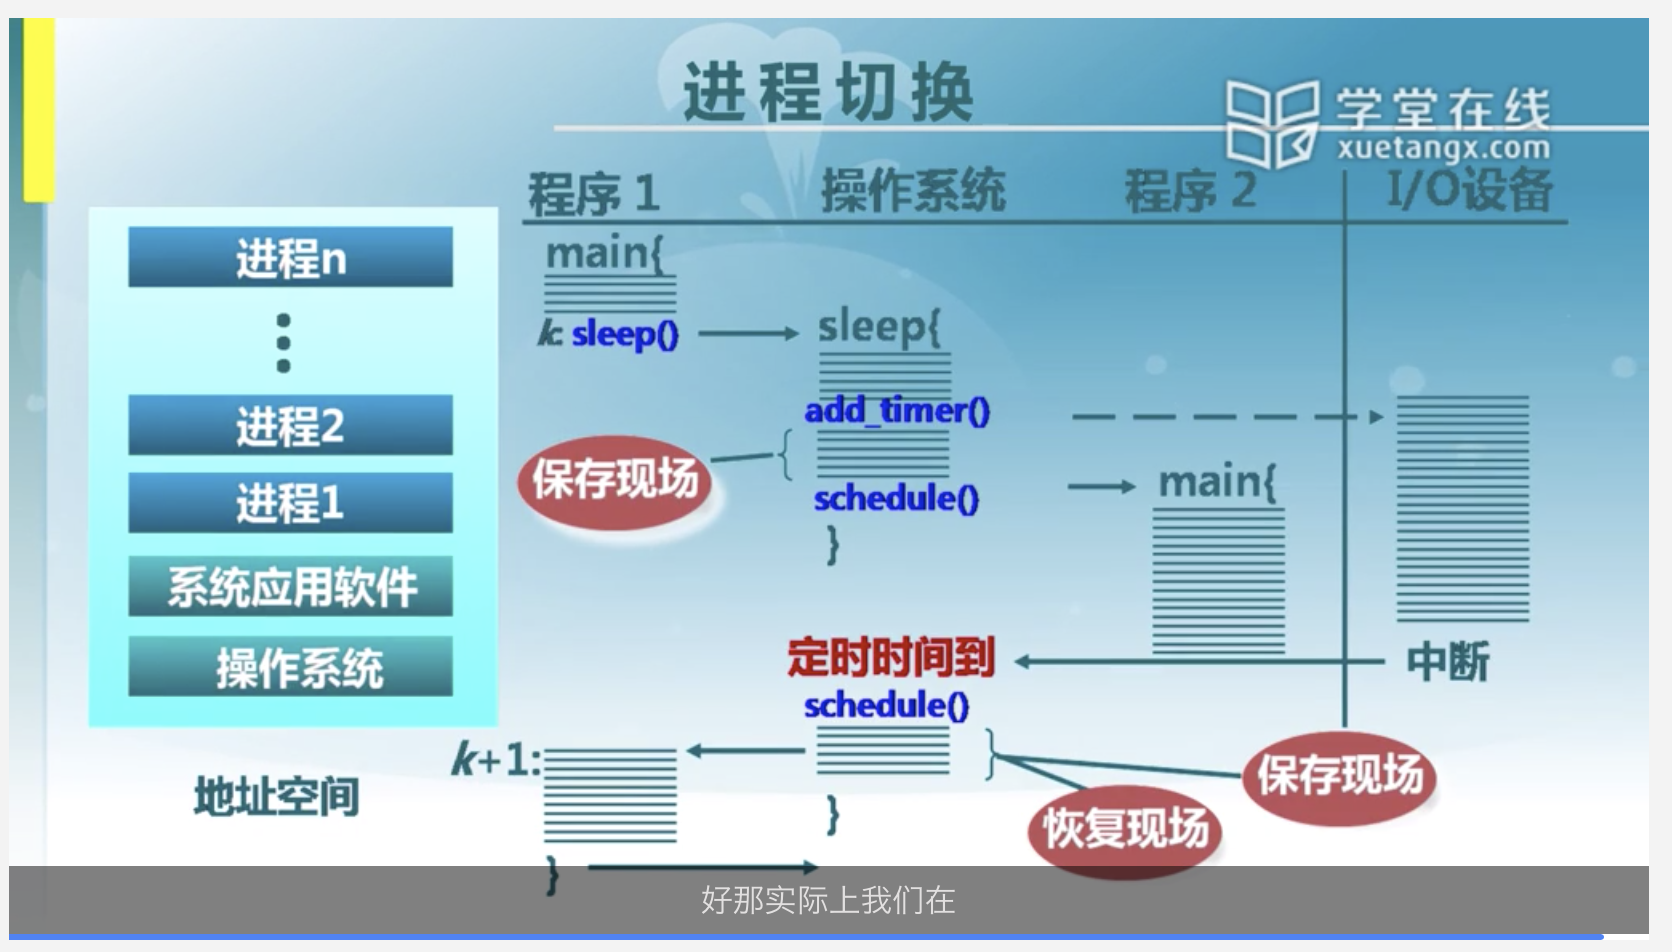 进程切换
学堂在线
xuetangx.com
程序 1
操作系统
程序 2
I/O设备
进程n
进程2
进程1
系统应用软件
操作系统
地址空间
main{
k: sleep()
sleep{
add_timer()
保存现场
schedule()
}
main{
定时时间到
中断
schedule()
k+1:
}
保存现场
恢复现场
}
好那实际上我们在